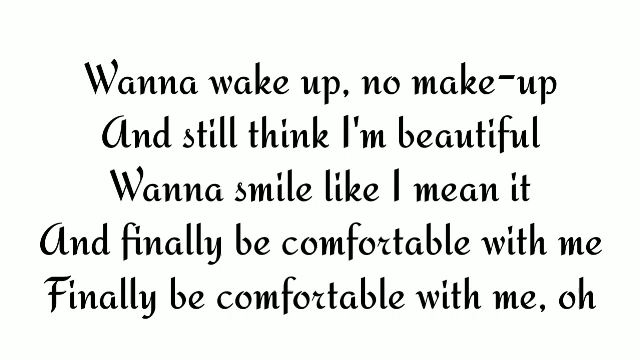 Wanna wake up, no make-up
And still think I'm beautiful
Wanna smile like I mean it
And finally be comfortable with me
Finally be comfortable with me, oh